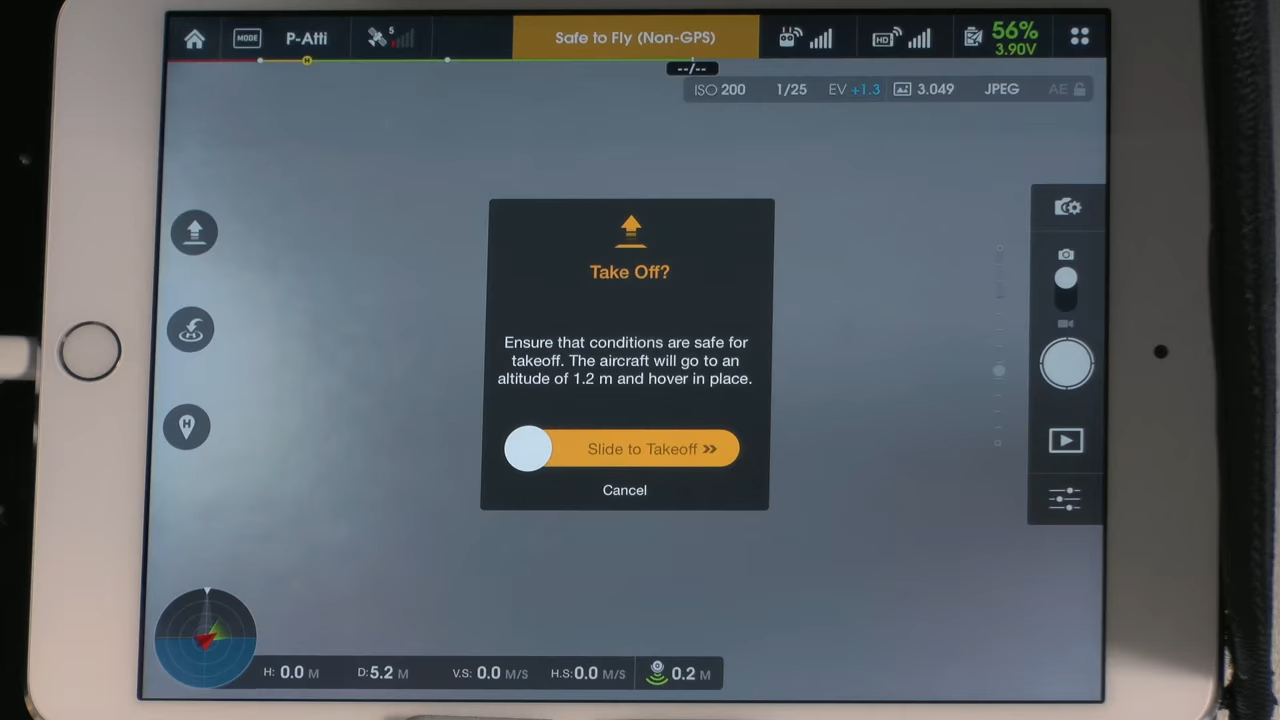 MODE P-Atti 5 Safe to Fly (Non-GPS) HD 56%
3.90V
H --/--
ISO 200 1/25 EV +1.3 3.049 JPEG AE
Take Off?
Ensure that conditions are safe for
takeoff. The aircraft will go to an
altitude of 1.2 m and hover in place.
Slide to Takeoff »
Cancel
H
H
H: 0.0 M D: 5.2 M V.S: 0.0 M/S H.S: 0.0 M/S 0.2 M